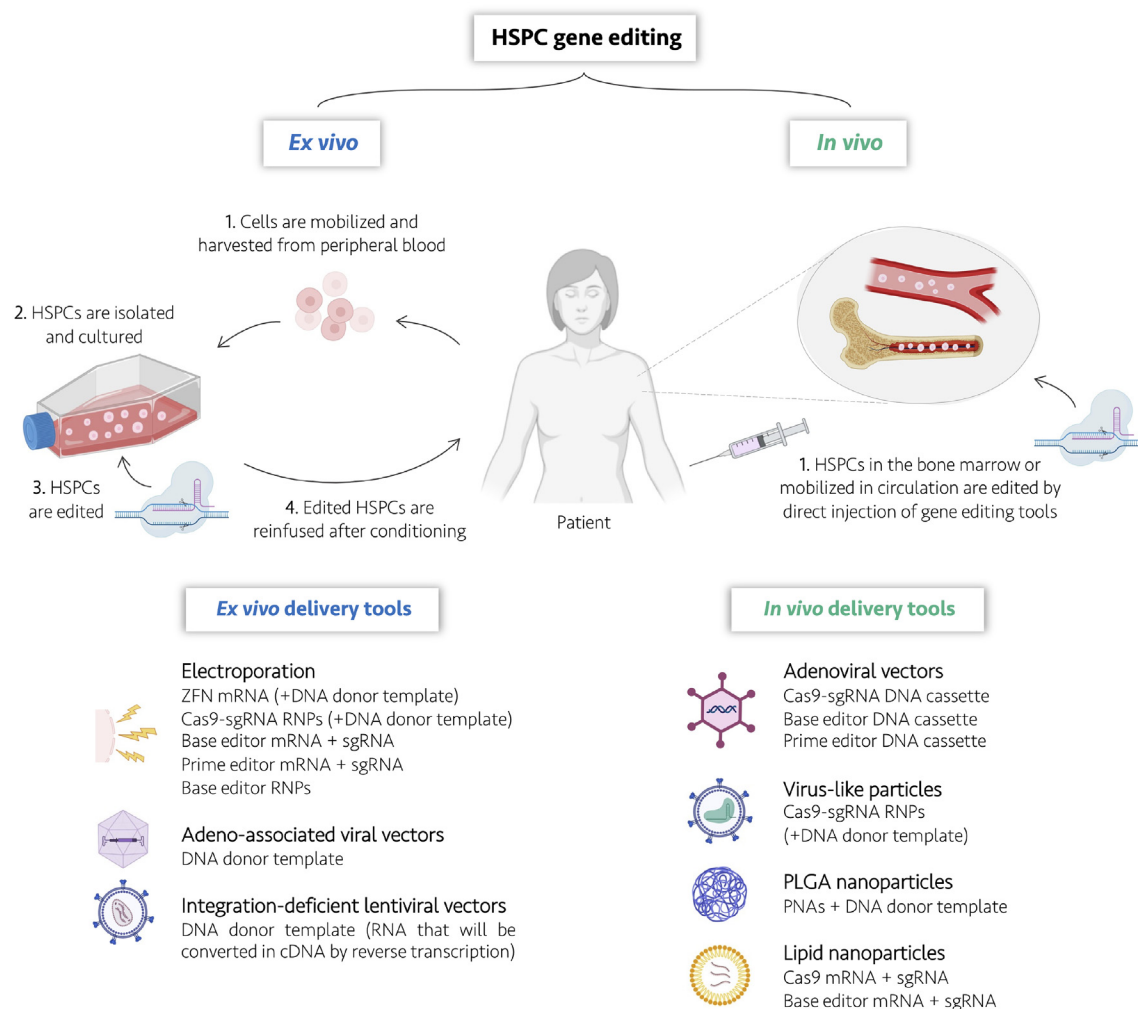 HSPC gene editing
Ex vivo
In vivo
1. Cells are mobilized and
harvested from peripheral blood
2. HSPCs are isolated
and cultured
3. HSPCs
are edited
4. Edited HSPCs are
reinfused after conditioning
Patient
1. HSPCs in the bone marrow or
mobilized in circulation are edited by
direct injection of gene editing tools
Ex vivo delivery tools
Electroporation
ZFN mRNA (+DNA donor template)
Cas9-sgRNA RNPs (+DNA donor template)
Base editor mRNA + sgRNA
Prime editor mRNA + sgRNA
Base editor RNPs
Adeno-associated viral vectors
DNA donor template
Integration-deficient lentiviral vectors
DNA donor template (RNA that will be
converted in cDNA by reverse transcription)
In vivo delivery tools
Adenoviral vectors
Cas9-sgRNA DNA cassette
Base editor DNA cassette
Prime editor DNA cassette
Virus-like particles
Cas9-sgRNA RNPs
(+DNA donor template)
PLGA nanoparticles
PNAs + DNA donor template
Lipid nanoparticles
Cas9 mRNA + sgRNA
Base editor mRNA + sgRNA